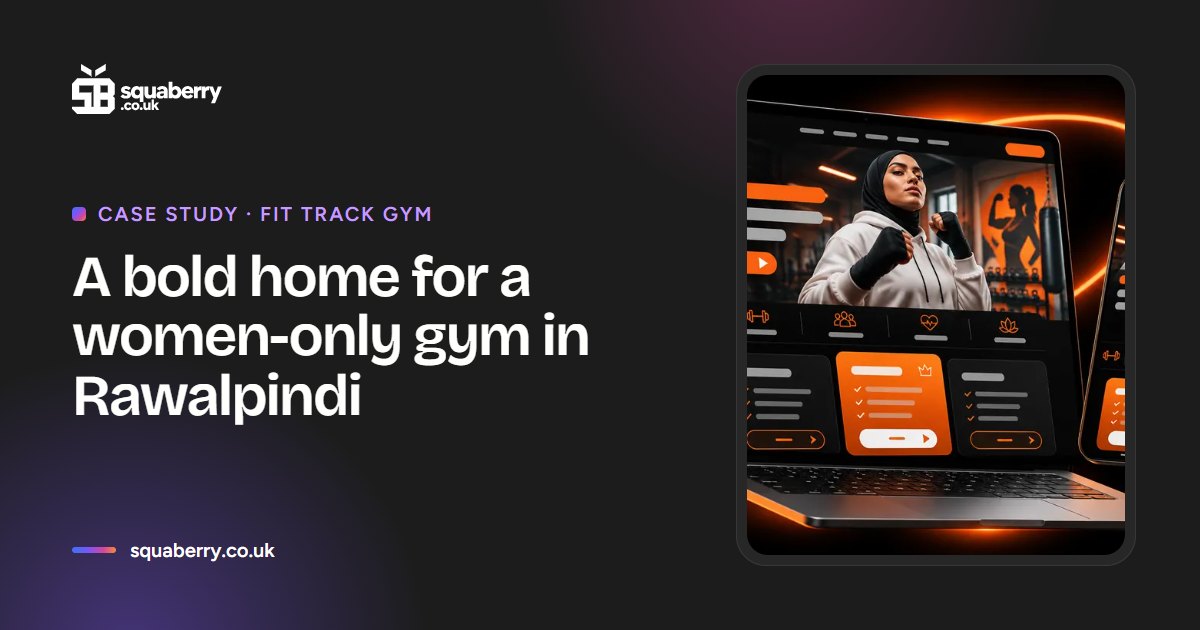 squaberry
.co.uk
CASE STUDY · FIT TRACK GYM
A bold home for a
women-only gym in
Rawalpindi
squaberry.co.uk